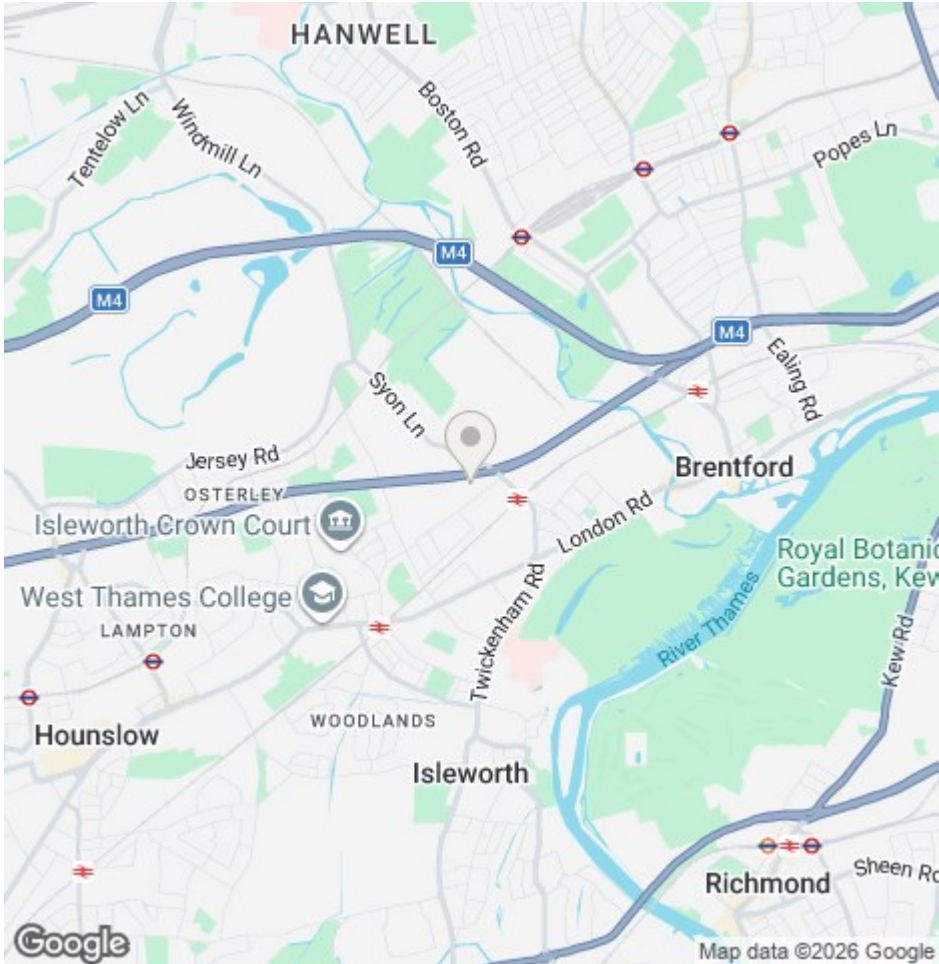 HANWELL
Boston Rd
Tentelow Ln
Windmill Ln
Popes Ln
M4
M4
M4
Ealing Rd
Syon Ln
Jersey Rd
Brentford
OSTERLEY
London Rd
Isleworth Crown Court
Royal Botanic
Gardens, Kew
West Thames College
River Thames
LAMPTON
Twickenham Rd
Kew Rd
WOODLANDS
Hounslow
Isleworth
Richmond
Sheen Rd
Google
Map data ©2026 Google